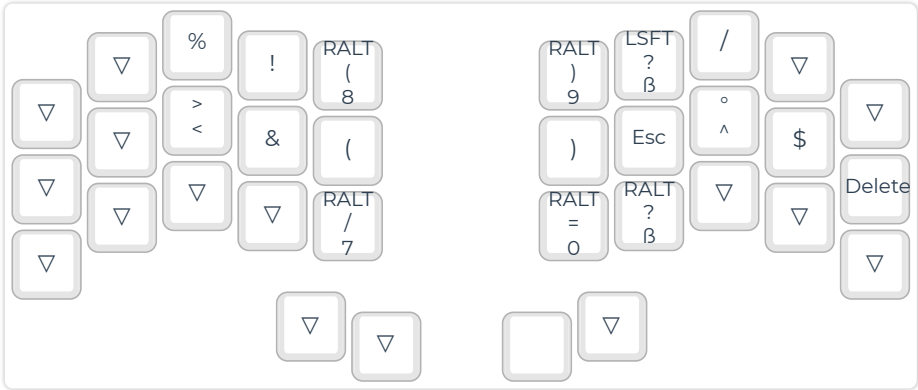 ▽ ▽ % ! RALT ( 8
▽ ▽ > < & (
▽ ▽ ▽ ▽ RALT / 7
▽ ▽
RALT ) 9 LSFT ? ß / ▽ ▽
) Esc ° ^ $ Delete
RALT = 0 RALT ? ß ▽ ▽ ▽
▽